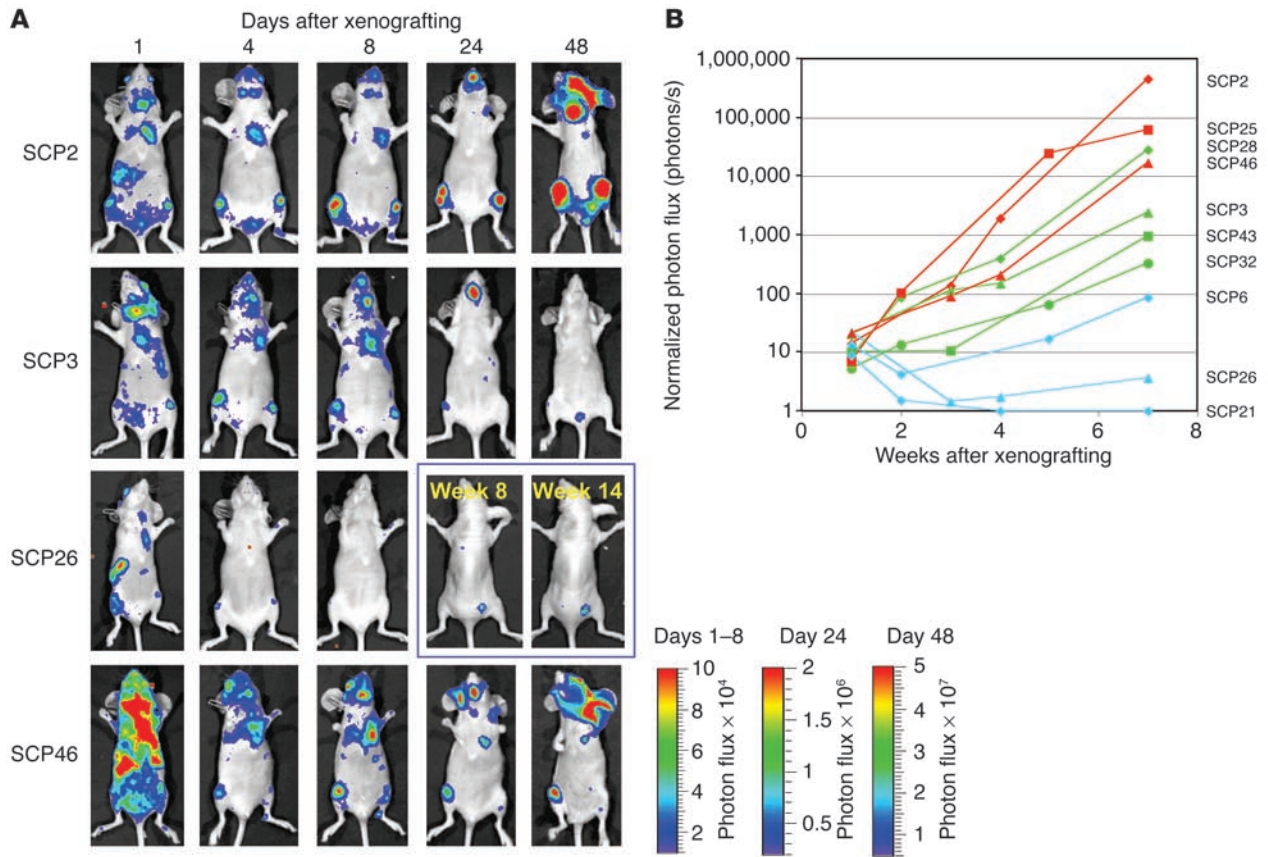 A
Days after xenografting
1 4 8 24 48
SCP2
SCP3
SCP26
Week 8 Week 14
SCP46
B
Normalized photon flux (photons/s)
1,000,000
100,000
10,000
1,000
100
10
1
0 2 4 6 8
Weeks after xenografting
SCP2
SCP25
SCP28
SCP46
SCP3
SCP43
SCP32
SCP6
SCP26
SCP21
Days 1–8
10
8
6
4
2
Photon flux × 10⁴
Day 24
2
1.5
1
0.5
Photon flux × 10⁶
Day 48
5
4
3
2
1
Photon flux × 10⁷